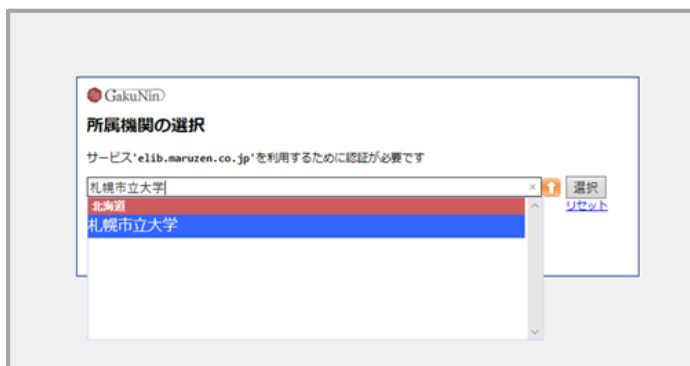 GakuNin
所属機関の選択
サービス'elib.maruzen.co.jp'を利用するために認証が必要です
札幌市立大学 × 選択
リセット
北海道
札幌市立大学